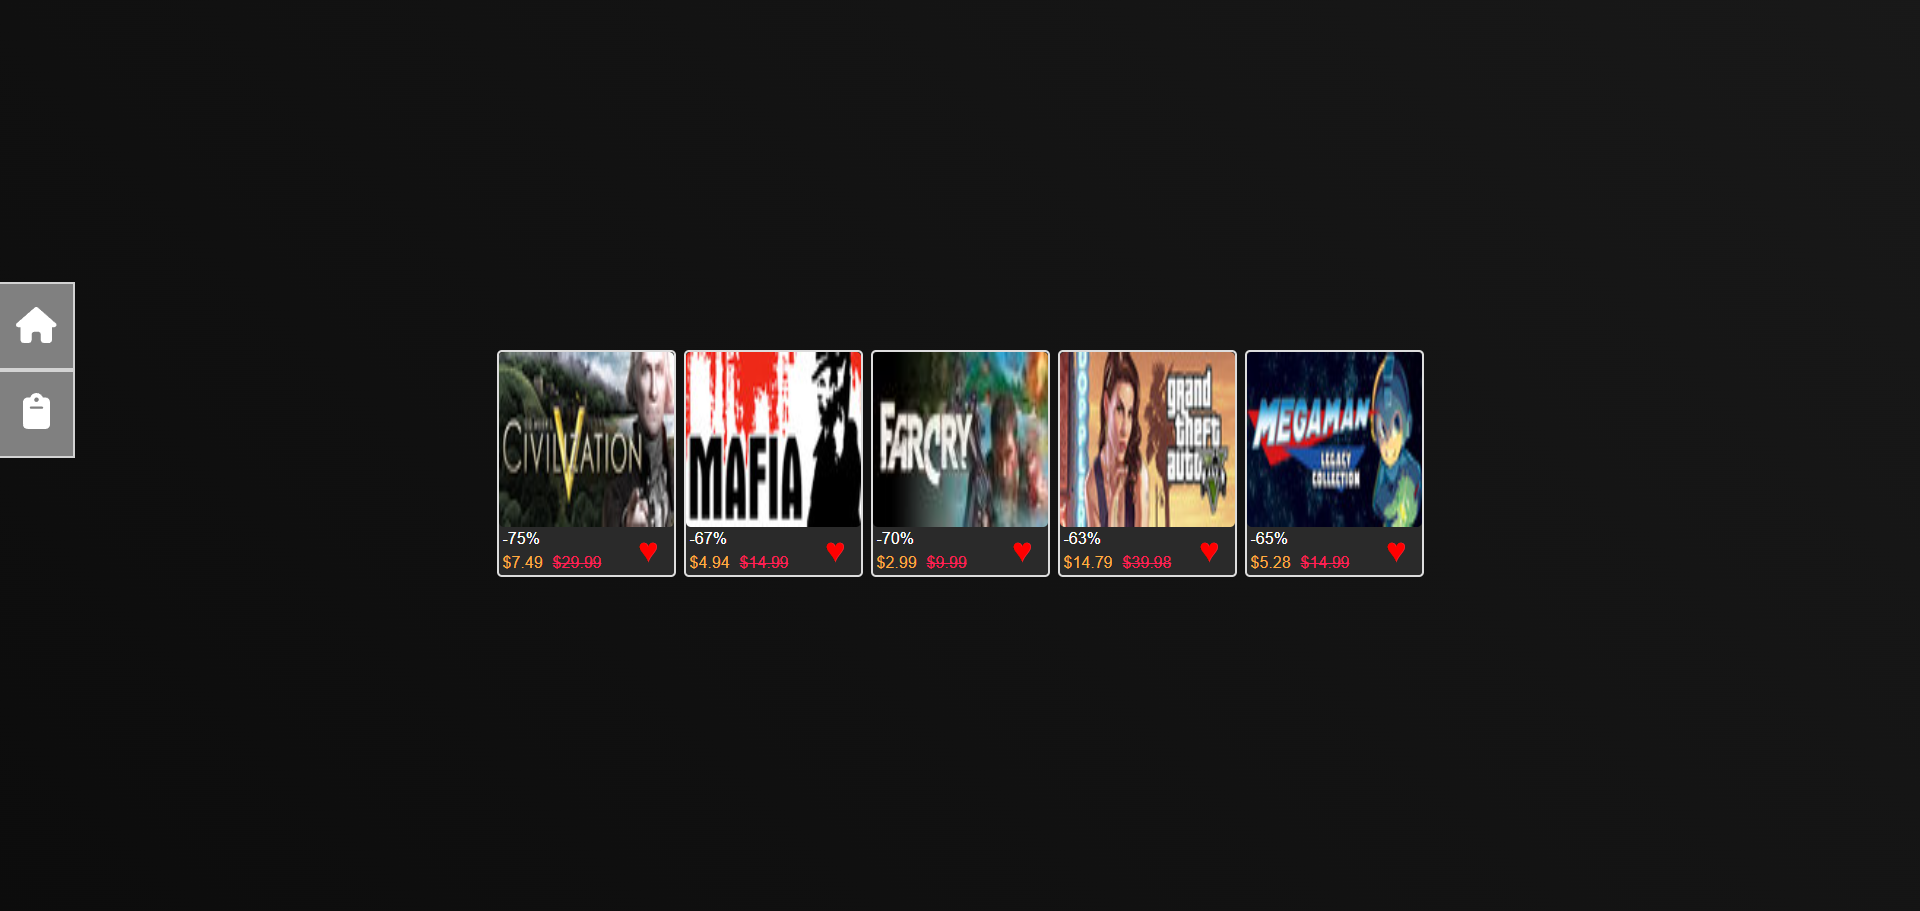 CIVILIZATION
V
-75%
$7.49 $29.99
MAFIA
-67%
$4.94 $14.99
FARCRY
-70%
$2.99 $9.99
grand
theft
auto
V
-63%
$14.79 $39.98
MEGAMAN
LEGACY
COLLECTION
-65%
$5.28 $14.99